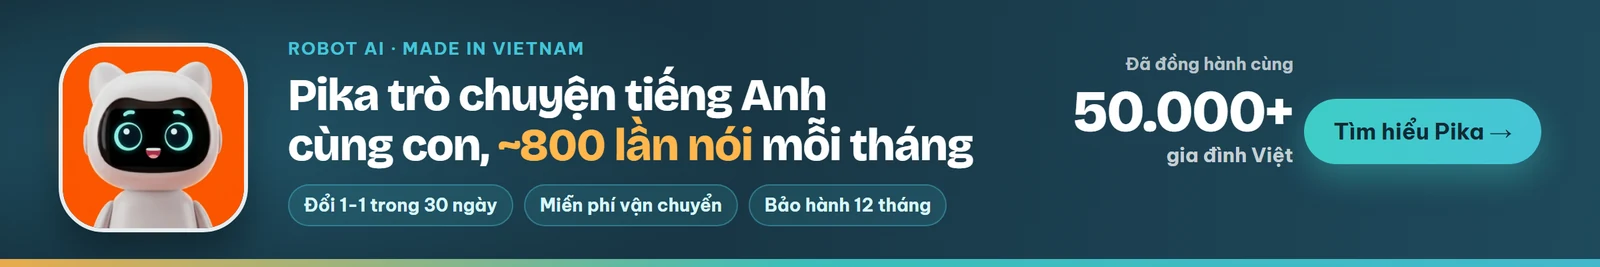 ROBOT AI · MADE IN VIETNAM
Pika trò chuyện tiếng Anh
cùng con, ~800 lần nói mỗi tháng
Đổi 1-1 trong 30 ngày
Miễn phí vận chuyển
Bảo hành 12 tháng
Đã đồng hành cùng
50.000+
gia đình Việt
Tìm hiểu Pika →